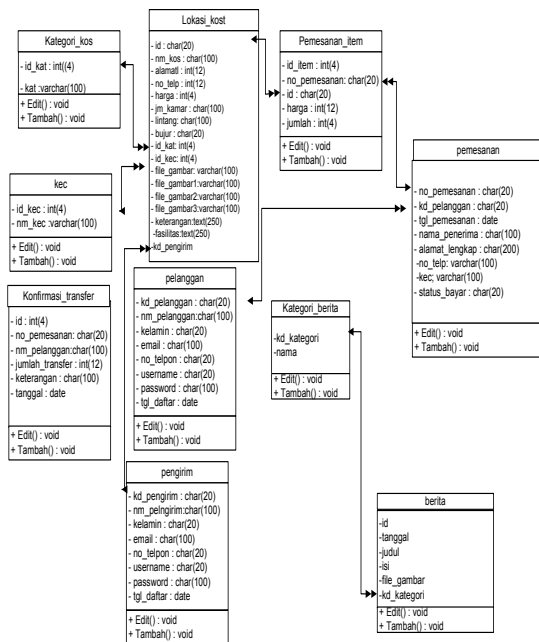 Kategori_kos
- id_kat : int((4)
- kat :varchar(100)
+ Edit() : void
+ Tambah() : void
Lokasi_kost
- id : char(20)
- nm_kos : char(100)
- alamatl : int(12)
- no_telp : int(12)
- harga : int(4)
- jm_kamar : char(100)
- lintang: char(100)
- bujur : char(20)
- id_kat: int(4)
- id_kec: int(4)
- file_gambar: varchar(100)
- file_gambar1:varchar(100)
- file_gambar2:varchar(100)
- file_gambar3:varchar(100)
- keterangan:text(250)
-fasilitas:text(250)
-kd_pengirim
Pemesanan_item
- id_item : int(4)
- no_pemesanan: char(20)
- id : char(20)
- harga : int(12)
- jumlah : int(4)
+ Edit() : void
+ Tambah() : void
pemesanan
- no_pemesanan : char(20)
- kd_pelanggan : char(20)
- tgl_pemesanan : date
- nama_penerima : char(100)
- alamat_lengkap : char(200)
-no_telp: varchar(100)
-kec; varchar(100)
- status_bayar : char(20)
+ Edit() : void
+ Tambah() : void
kec
- id_kec : int(4)
- nm_kec :varchar(100)
+ Edit() : void
+ Tambah() : void
Konfirmasi_transfer
- id : int(4)
- no_pemesanan: char(20)
- nm_pelanggan:char(100)
- jumlah_transfer : int(12)
- keterangan : char(100)
- tanggal : date
+ Edit() : void
+ Tambah() : void
pelanggan
- kd_pelanggan : char(20)
- nm_pelanggan:char(100)
- kelamin : char(20)
- email : char(100)
- no_telpon : char(20)
- username : char(20)
- password : char(100)
- tgl_daftar : date
+ Edit() : void
+ Tambah() : void
Kategori_berita
-kd_kategori
-nama
+ Edit() : void
+ Tambah() : void
pengirim
- kd_pengirim : char(20)
- nm_pelngirim:char(100)
- kelamin : char(20)
- email : char(100)
- no_telpon : char(20)
- username : char(20)
- password : char(100)
- tgl_daftar : date
+ Edit() : void
+ Tambah() : void
berita
-id
-tanggal
-judul
-isi
-file_gambar
-kd_kategori
+ Edit() : void
+ Tambah() : void